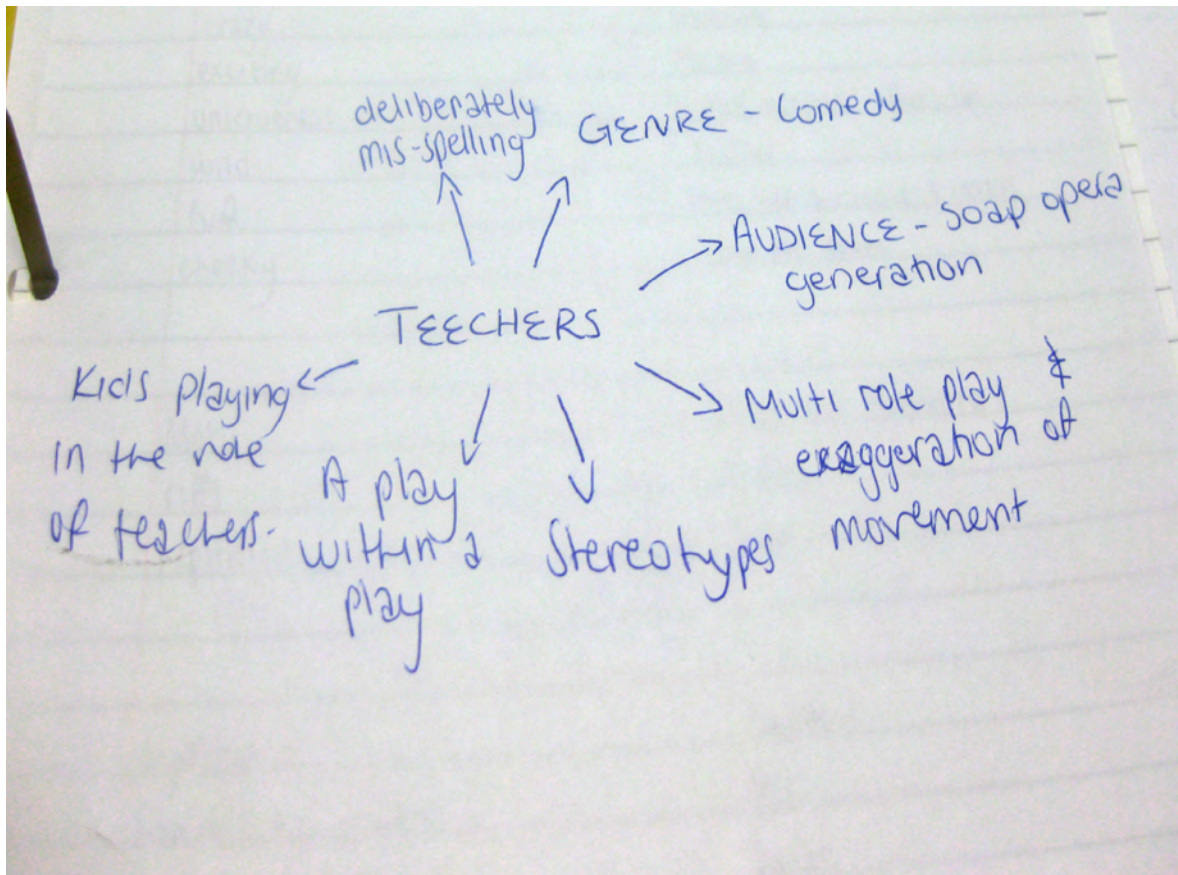 deliberately
mis-spelling
GENRE - Comedy
AUDIENCE - Soap opera
generation
TEECHERS
Kids playing
in the role
of teachers.
A play
within a
play
Stereotypes
Multi role play &
exaggeration of
movement